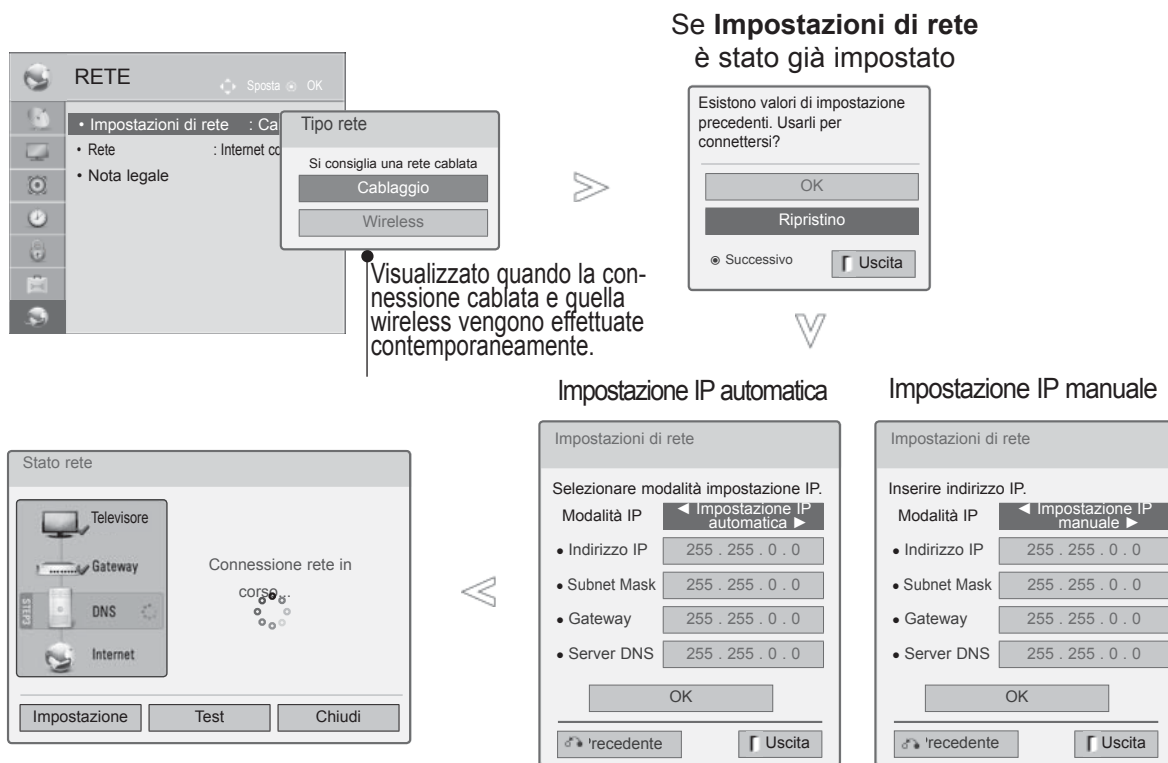 Se Impostazioni di rete
è stato già impostato
RETE
Sposta
OK
• Impostazioni di rete : Ca
• Rete : Internet co
• Nota legale
Tipo rete
Si consiglia una rete cablata
Cablaggio
Wireless
Visualizzato quando la con-
nessione cablata e quella
wireless vengono effettuate
contemporaneamente.
Esistono valori di impostazione
precedenti. Usarli per
connettersi?
OK
Ripristino
Successivo
Uscita
Impostazione IP automatica
Impostazioni di rete
Selezionare modalità impostazione IP.
Modalità IP ◄ Impostazione IP
automatica ►
• Indirizzo IP 255 . 255 . 0 . 0
• Subnet Mask 255 . 255 . 0 . 0
• Gateway 255 . 255 . 0 . 0
• Server DNS 255 . 255 . 0 . 0
OK
'recedente
Uscita
Impostazione IP manuale
Impostazioni di rete
Inserire indirizzo IP.
Modalità IP ◄ Impostazione IP
manuale ►
• Indirizzo IP 255 . 255 . 0 . 0
• Subnet Mask 255 . 255 . 0 . 0
• Gateway 255 . 255 . 0 . 0
• Server DNS 255 . 255 . 0 . 0
OK
'recedente
Uscita
Stato rete
Televisore
Gateway
STEP3
DNS
Internet
Connessione rete in
corso...
Impostazione
Test
Chiudi